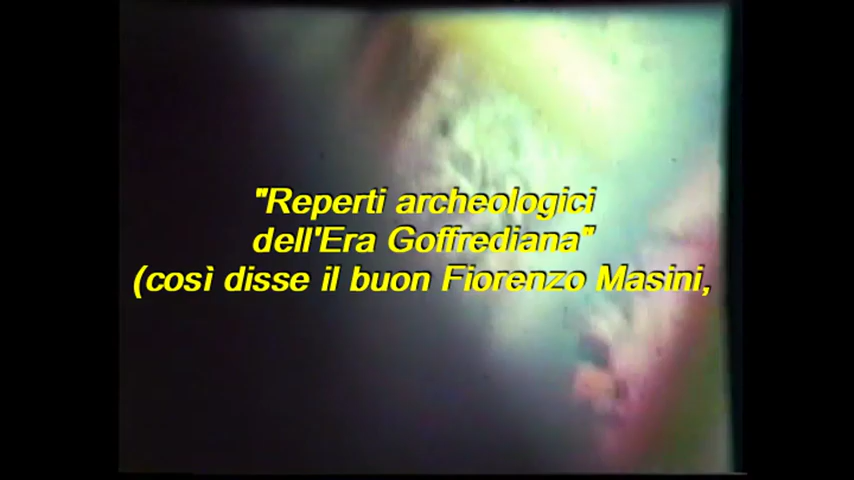 "Reperti archeologici
dell'Era Goffrediana"
(così disse il buon Fiorenzo Masini,